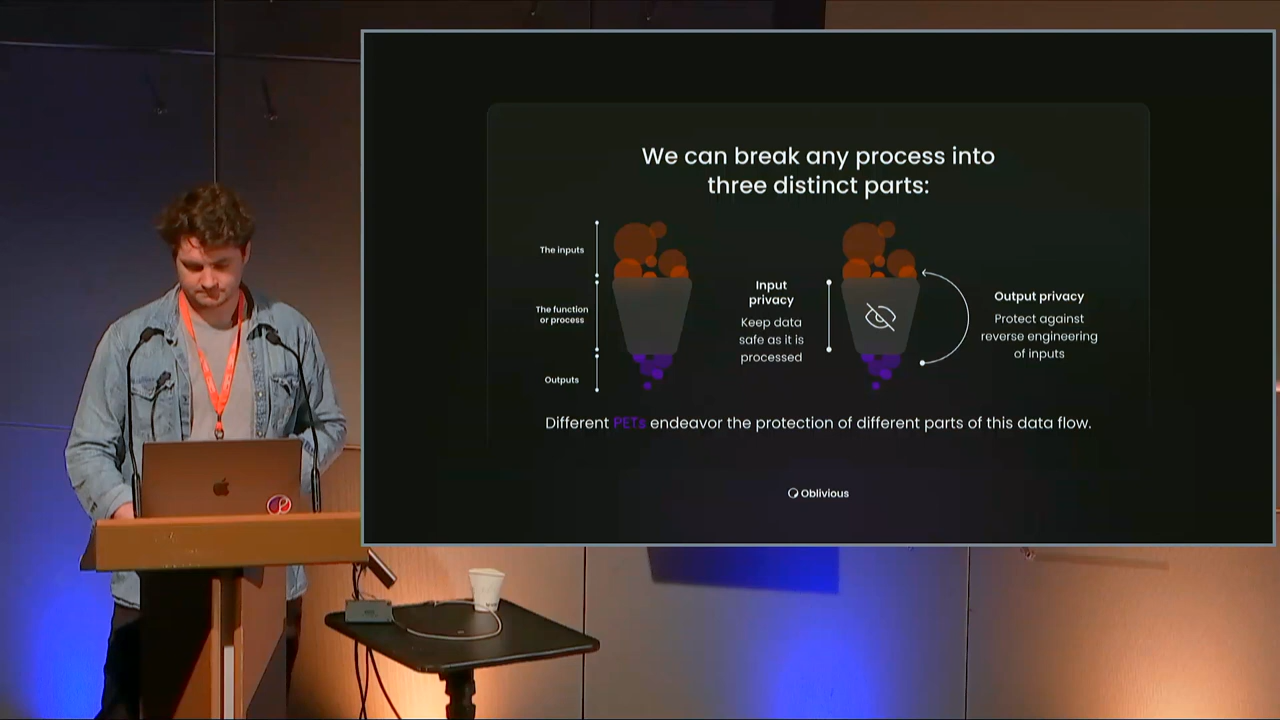 We can break any process into
three distinct parts:
The inputs
The function
or process
Outputs
Input
privacy
Keep data
safe as it is
processed
Output privacy
Protect against
reverse engineering
of inputs
Different PETs endeavor the protection of different parts of this data flow.
Oblivious